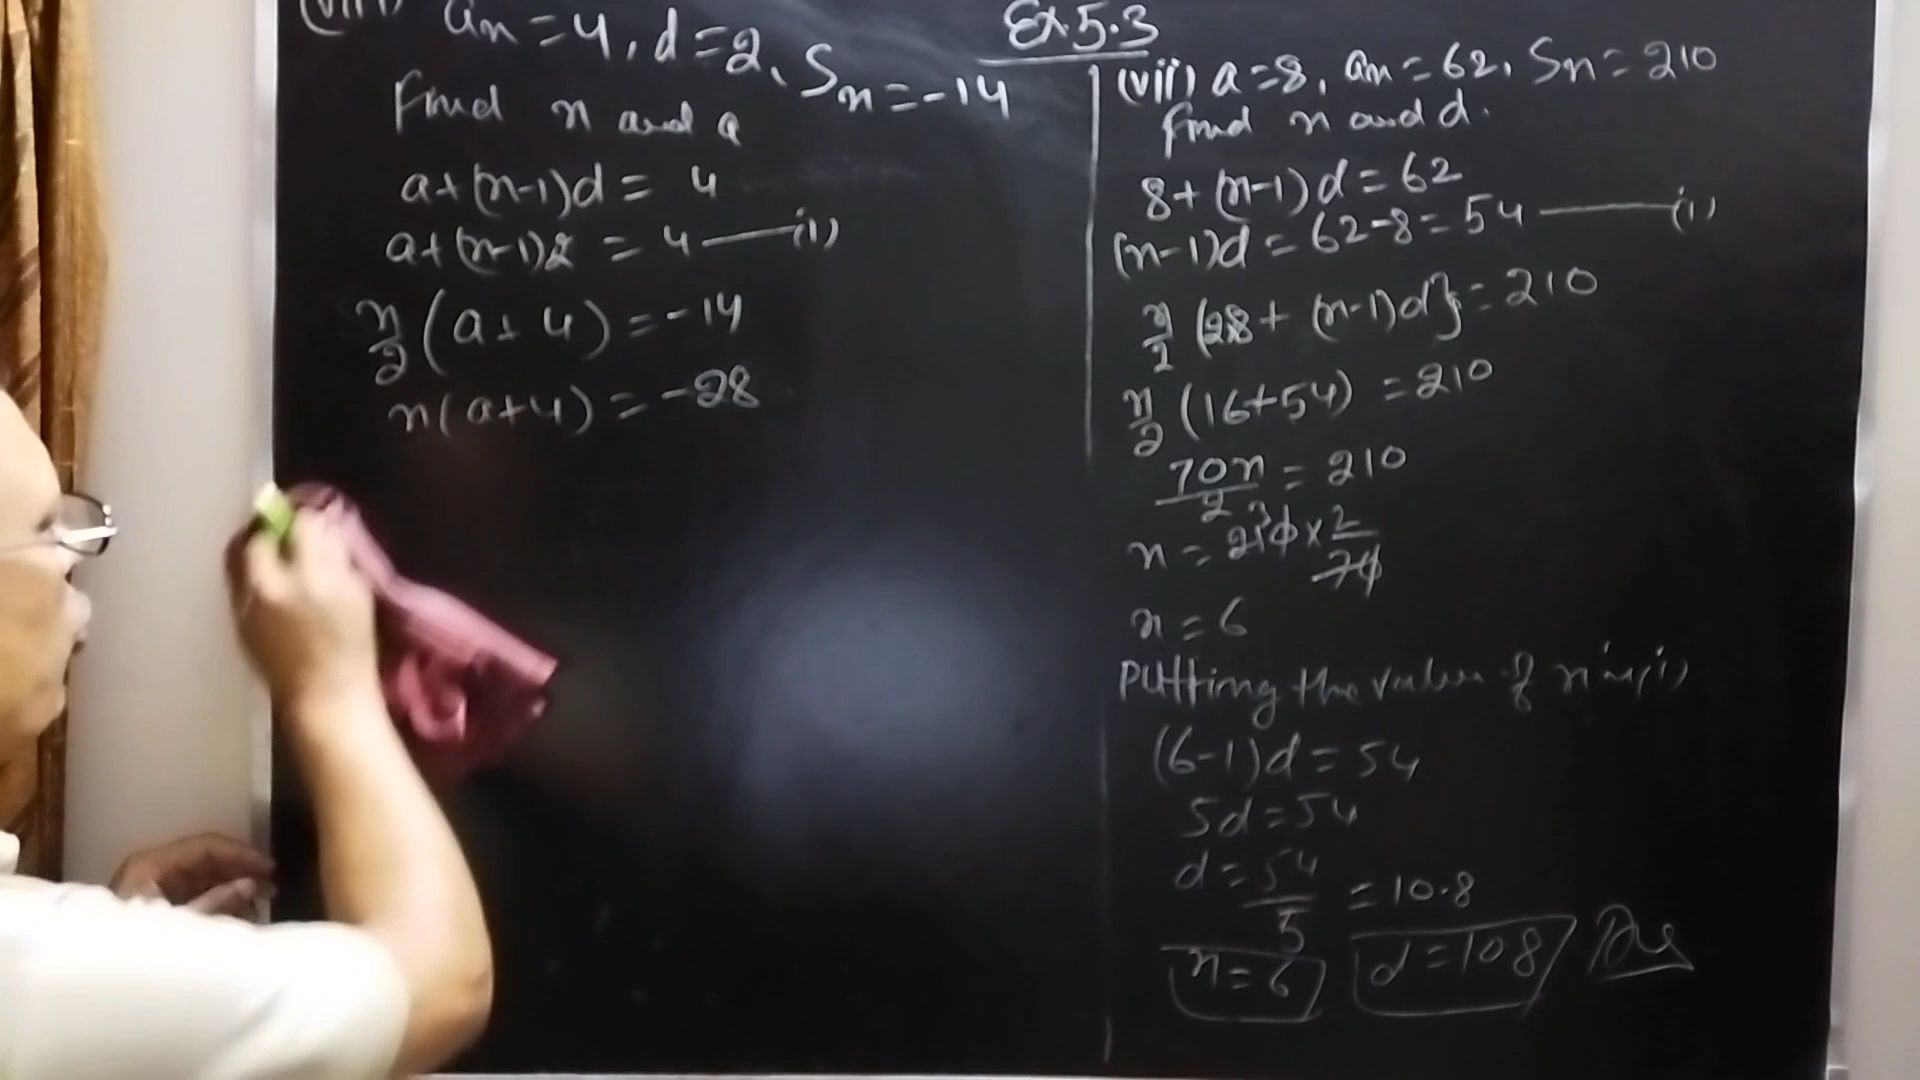 (viii) an = 4, d = 2, Sn = -14
Find n and a
a + (n-1)d = 4
a + (n-1)2 = 4 —— (i)
n/2 (a + 4) = -14
n(a+4) = -28
Ex. 5.3
(vii) a = 8, an = 62, Sn = 210
find n and d.
8 + (n-1)d = 62
(n-1)d = 62-8 = 54 —— (i)
n/2 {28 + (n-1)d} = 210
n/2 (16+54) = 210
70n/2 = 210
n = 210 × 2/70
3
n = 6
Putting the value of n in (i)
(6-1)d = 54
5d = 54
d = 54/5 = 10.8
n = 6 d = 10.8 Ans